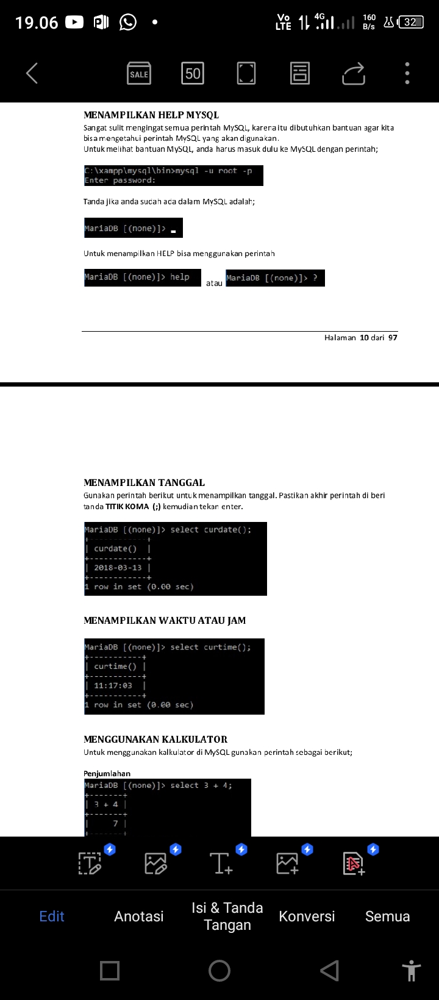 19.06
Vo LTE 4G 160 B/s 32
SALE 50
MENAMPILKAN HELP MYSQL
Sangat sulit mengingat semua perintah MySQL, karena itu dibutuhkan bantuan agar kita
bisa mengetahui perintah MySQL yang akan digunakan.
Untuk melihat bantuan MySQL, anda harus masuk dulu ke MySQL dengan perintah;
C:\xampp\mysql\bin>mysql -u root -p
Enter password:
Tanda jika anda sudah ada dalam MySQL adalah;
MariaDB [(none)]> _
Untuk menampilkan HELP bisa menggunakan perintah
MariaDB [(none)]> help atau MariaDB [(none)]> ?
Halaman 10 dari 97
MENAMPILKAN TANGGAL
Gunakan perintah berikut untuk menampilkan tanggal. Pastikan akhir perintah di beri
tanda TITIK KOMA (;) kemudian tekan enter.
MariaDB [(none)]> select curdate();
+------------+
| curdate() |
+------------+
| 2018-03-13 |
+------------+
1 row in set (0.00 sec)
MENAMPILKAN WAKTU ATAU JAM
MariaDB [(none)]> select curtime();
+-----------+
| curtime() |
+-----------+
| 11:17:03 |
+-----------+
1 row in set (0.00 sec)
MENGGUNAKAN KALKULATOR
Untuk menggunakan kalkulator di MySQL gunakan perintah sebagai berikut;
Penjumlahan
MariaDB [(none)]> select 3 + 4;
+-------+
| 3 + 4 |
+-------+
| 7 |
+-------+
Edit Anotasi Isi & Tanda Tangan Konversi Semua